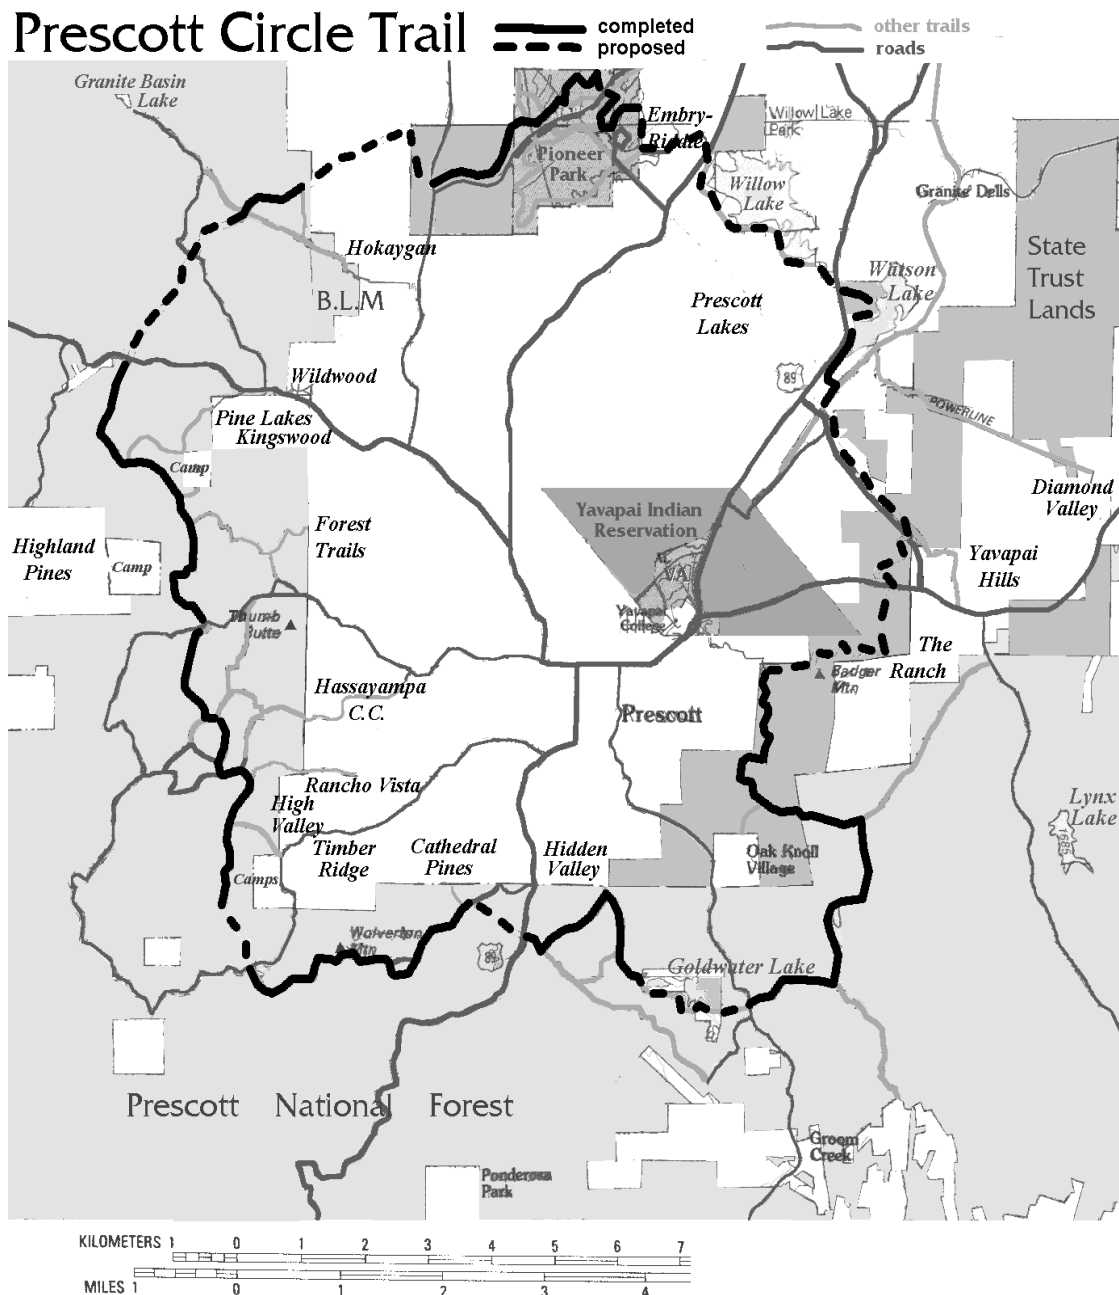 Prescott Circle Trail
completed
proposed
other trails
roads
Granite Basin
Lake
Embry-
Riddle
Willow Lake
Park
Pioneer
Park
Willow
Lake
Granite Dells
Hokaygan
State
Trust
Lands
B.L.M
Watson
Lake
Prescott
Lakes
Wildwood
89
POWERLINE
Pine Lakes
Kingswood
Camp
Diamond
Valley
Yavapai Indian
Reservation
Forest
Trails
Highland
Pines
Camp
Yavapai
Hills
VA
Yavapai
College
Thumb
Butte
The
Ranch
Badger
Mtn
Hassayampa
C.C.
Prescott
Rancho Vista
High
Valley
Lynx
Lake
1685
Timber
Ridge
Cathedral
Pines
Hidden
Valley
Oak Knoll
Village
Camps
Wolverton
Mtn
89
Goldwater Lake
Prescott National Forest
Groom
Creek
Ponderosa
Park
KILOMETERS 1 0 1 2 3 4 5 6 7
MILES 1 0 1 2 3 4